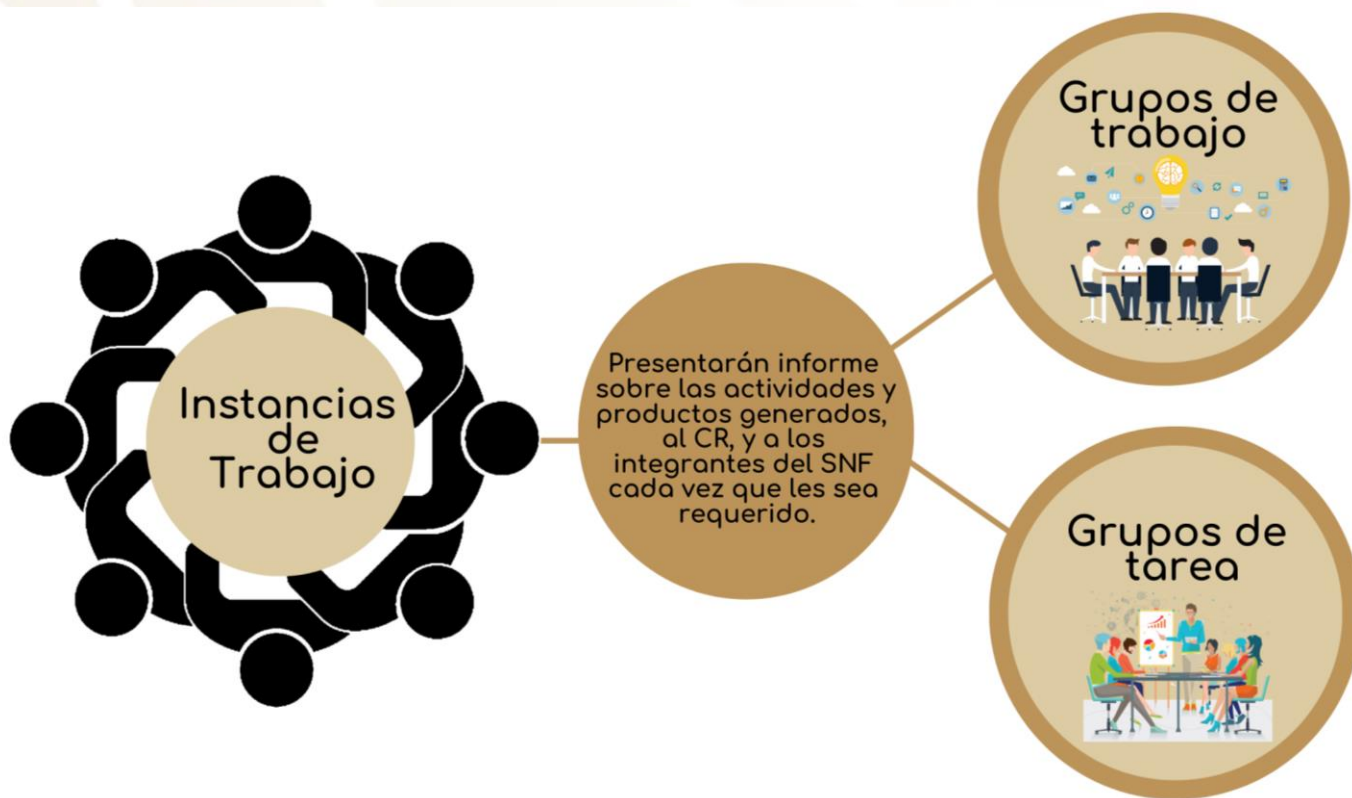 Instancias
de
Trabajo
Presentarán informe
sobre las actividades y
productos generados,
al CR, y a los
integrantes del SNF
cada vez que les sea
requerido.
Grupos de
trabajo
Grupos de
tarea